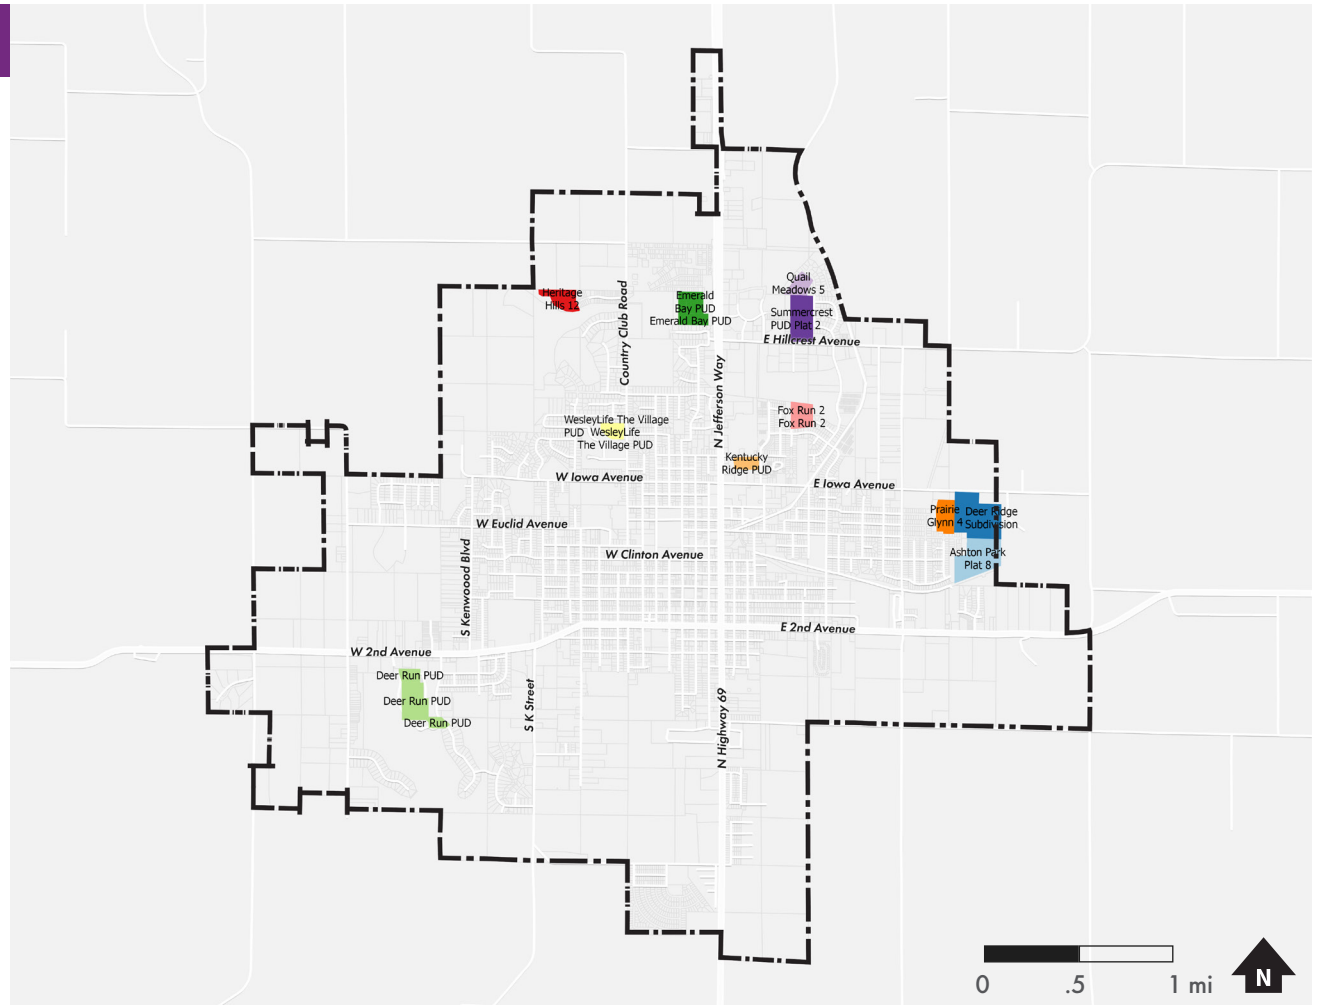 Quail
Meadows 5
Heritage
Hills 12
Emerald
Bay PUD
Emerald Bay PUD
Summercrest
PUD Plat 2
E Hillcrest Avenue
Country Club Road
N Jefferson Way
Fox Run 2
Fox Run 2
WesleyLife The Village
PUD WesleyLife
The Village PUD
Kentucky
Ridge PUD
W Iowa Avenue
E Iowa Avenue
Prairie
Glynn 4
Deer Ridge
Subdivision
W Euclid Avenue
W Clinton Avenue
Ashton Park
Plat 8
S Kenwoood Blvd
E 2nd Avenue
W 2nd Avenue
Deer Run PUD
Deer Run PUD
Deer Run PUD
S K Street
N Highway 69
0 .5 1 mi
N